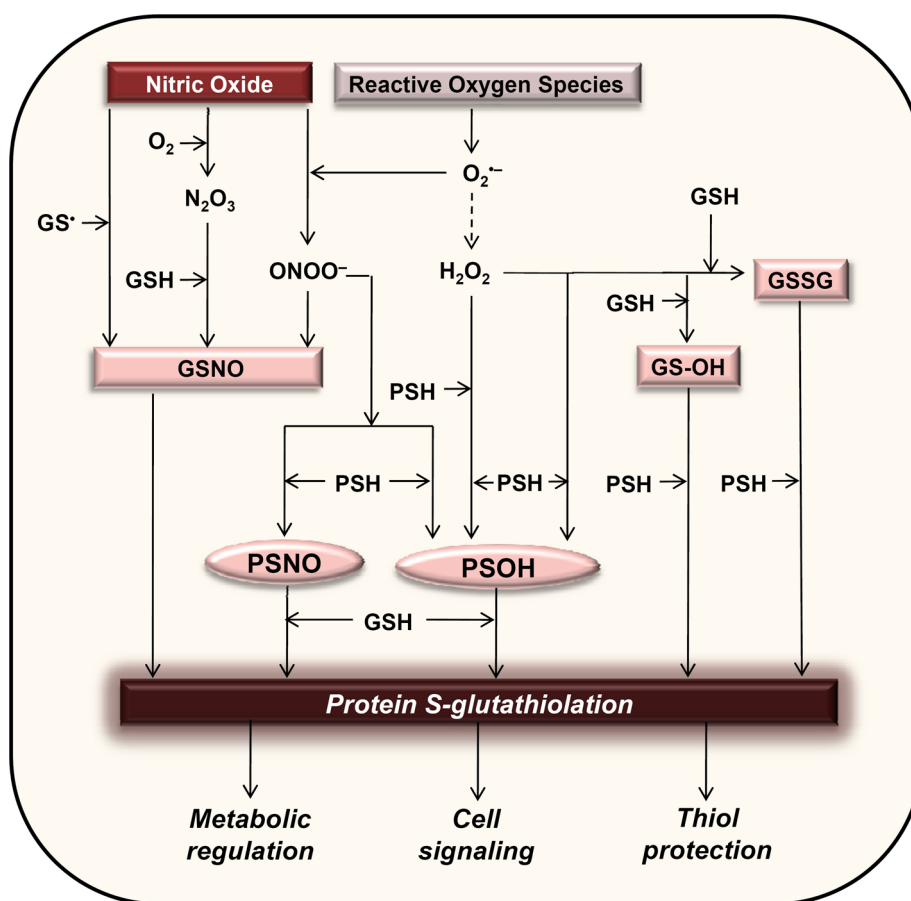 Nitric Oxide
Reactive Oxygen Species
O₂
O₂•–
N₂O₃
GS•
GSH
GSH
ONOO–
H₂O₂
GSSG
GSH
GSNO
GS-OH
PSH
PSH
PSH
PSH
PSH
PSNO
PSOH
GSH
Protein S-glutathiolation
Metabolic
regulation
Cell
signaling
Thiol
protection